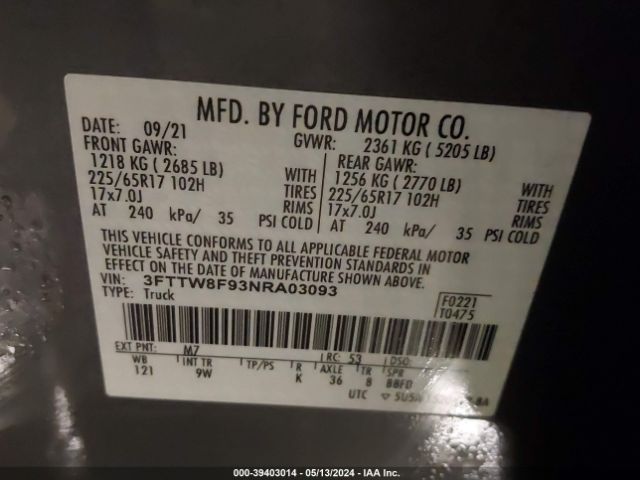 MFD. BY FORD MOTOR CO.
DATE: 09/21 GVWR: 2361 KG ( 5205 LB)
FRONT GAWR: REAR GAWR:
1218 KG ( 2685 LB) WITH 1256 KG ( 2770 LB) WITH
225/65R17 102H TIRES 225/65R17 102H TIRES
17x7.0J RIMS 17x7.0J RIMS
AT 240 kPa/ 35 PSI COLD AT 240 kPa/ 35 PSI COLD
THIS VEHICLE CONFORMS TO ALL APPLICABLE FEDERAL MOTOR
VEHICLE SAFETY AND THEFT PREVENTION STANDARDS IN
EFFECT ON THE DATE OF MANUFACTURE SHOWN ABOVE.
VIN: 3FTTW8F93NRA03093 F0221
TYPE: Truck T0475
EXT PNT: M7 RC: 53 DSO:
WB INT TR TP/PS R AXLE TR SPR
121 9W K 36 8 BBFD
UTC
000-39403014 - 05/13/2024 - IAA Inc.